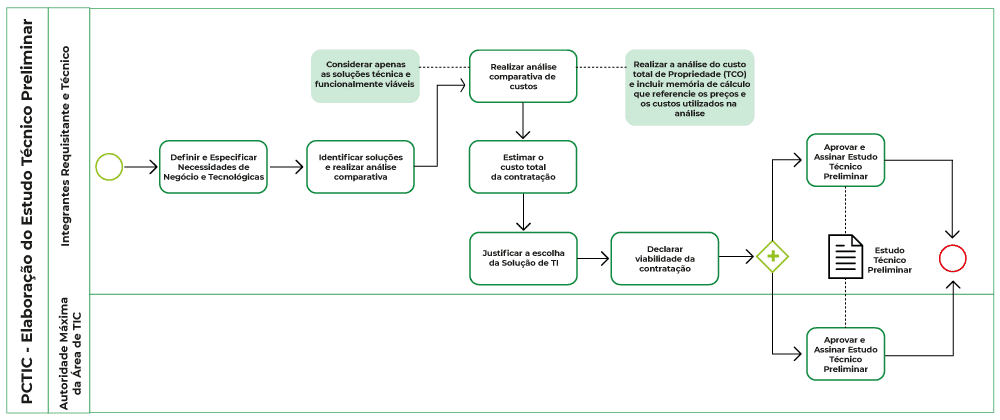 PCTIC - Elaboração do Estudo Técnico Preliminar
Integrantes Requisitante e Técnico
Definir e Especificar
Necessidades de
Negócio e Tecnológicas
Identificar soluções
e realizar análise
comparativa
Considerar apenas
as soluções técnica e
funcionalmente viáveis
Realizar análise
comparativa de
custos
Realizar a análise do custo
total de Propriedade (TCO)
e incluir memória de cálculo
que referencie os preços e
os custos utilizados na
análise
Estimar o
custo total
da contratação
Justificar a escolha
da Solução de TI
Declarar
viabilidade da
contratação
Aprovar e
Assinar Estudo
Técnico
Preliminar
Estudo
Técnico
Preliminar
Autoridade Máxima
da Área de TIC
Aprovar e
Assinar Estudo
Técnico
Preliminar